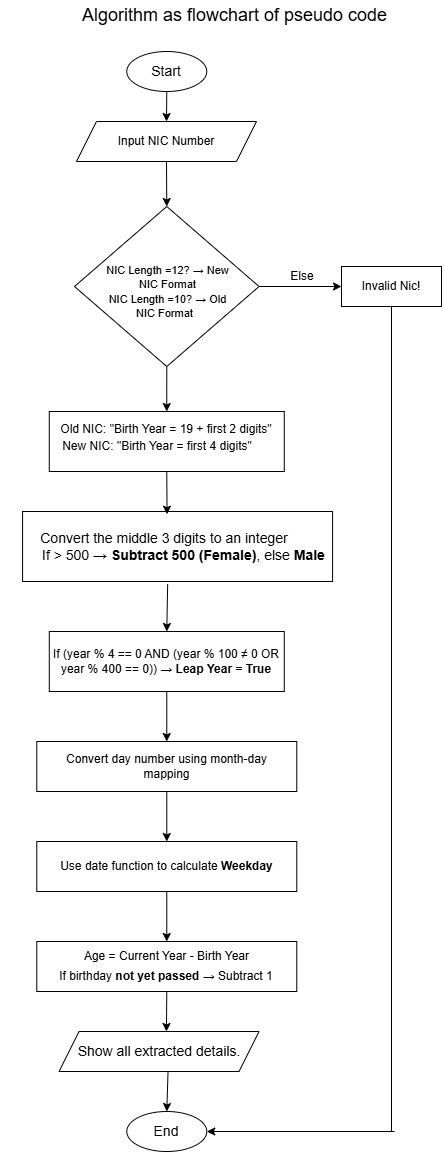 Algorithm as flowchart of pseudo code
Start
Input NIC Number
NIC Length =12? → New
NIC Format
NIC Length =10? → Old
NIC Format
Else
Invalid Nic!
Old NIC: "Birth Year = 19 + first 2 digits"
New NIC: "Birth Year = first 4 digits"
Convert the middle 3 digits to an integer
If > 500 → Subtract 500 (Female), else Male
If (year % 4 == 0 AND (year % 100 ≠ 0 OR
year % 400 == 0)) → Leap Year = True
Convert day number using month-day
mapping
Use date function to calculate Weekday
Age = Current Year - Birth Year
If birthday not yet passed → Subtract 1
Show all extracted details.
End